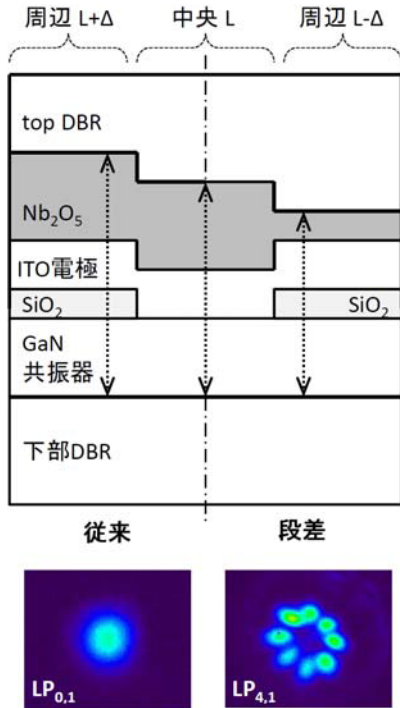 周辺 L+Δ 中央 L 周辺 L-Δ
top DBR
Nb₂O₅
ITO電極
SiO₂ SiO₂
GaN
共振器
下部DBR
従来 段差
LP₀,₁ LP₄,₁